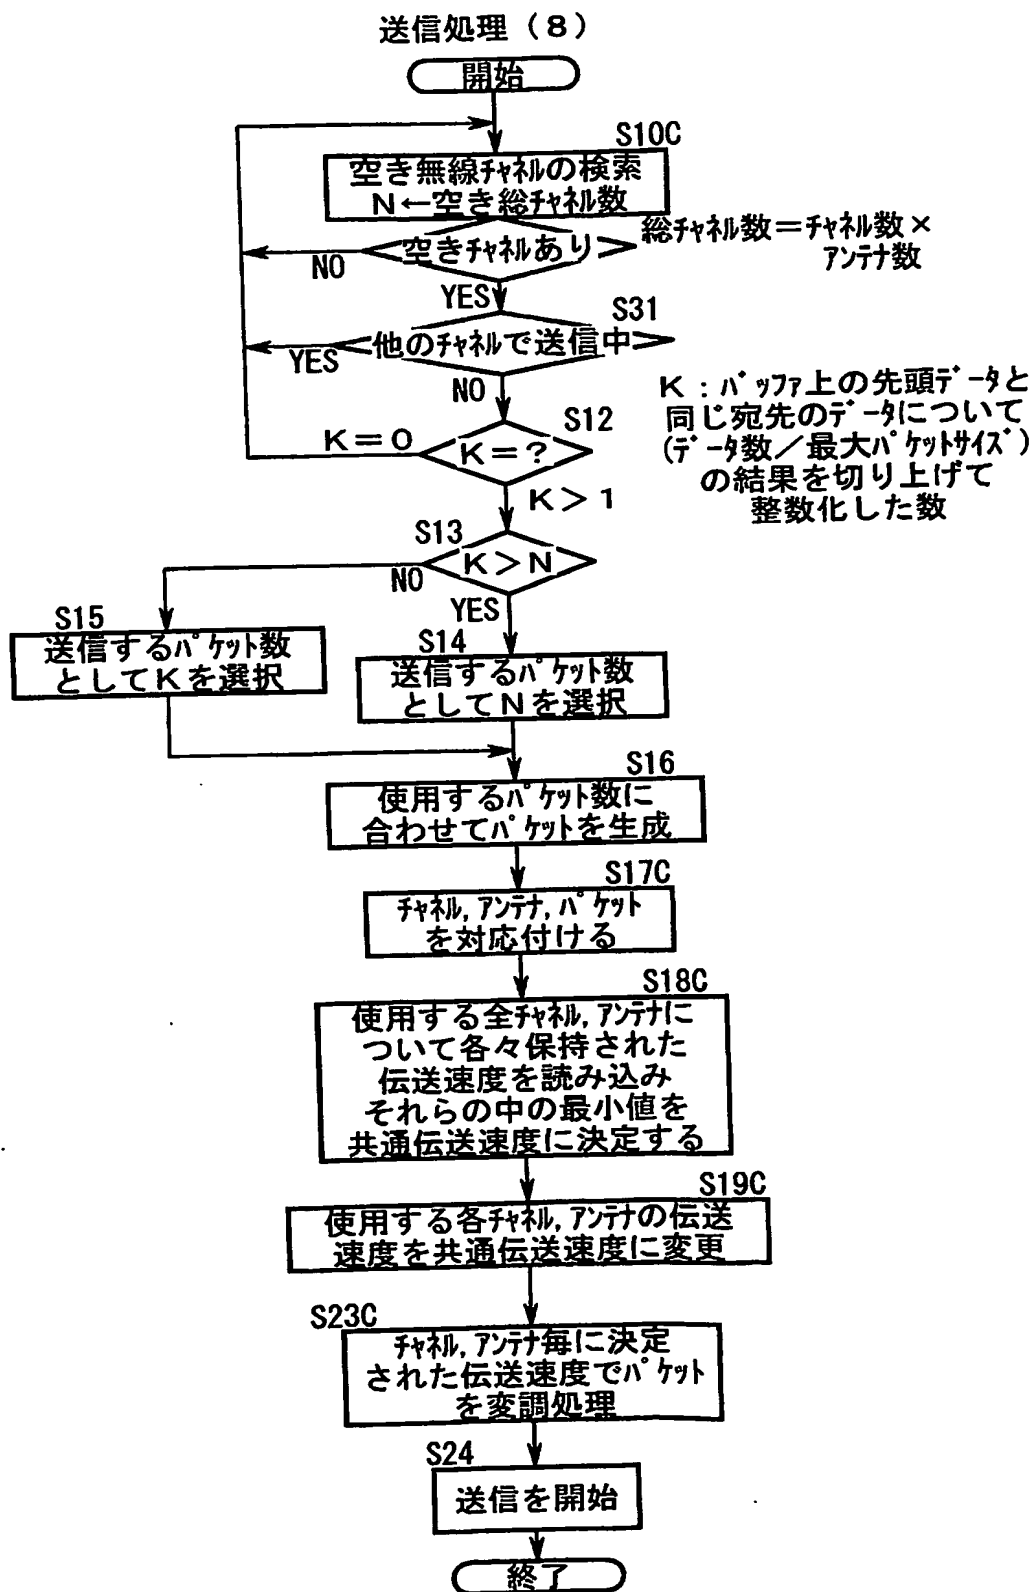 送信処理（８）
開始
S10C
空き無線ﾁｬﾈﾙの検索
N←空き総ﾁｬﾈﾙ数
総ﾁｬﾈﾙ数＝ﾁｬﾈﾙ数×
ｱﾝﾃﾅ数
空きﾁｬﾈﾙあり
NO
YES
S31
他のﾁｬﾈﾙで送信中
YES
NO
K：ﾊﾞｯﾌｧ上の先頭ﾃﾞｰﾀと
同じ宛先のﾃﾞｰﾀについて
(ﾃﾞｰﾀ数／最大ﾊﾟｹｯﾄｻｲｽﾞ)
の結果を切り上げて
整数化した数
S12
K＝0
K＝？
K＞1
S13
K＞N
NO
YES
S15
送信するﾊﾟｹｯﾄ数
としてKを選択
S14
送信するﾊﾟｹｯﾄ数
としてNを選択
S16
使用するﾊﾟｹｯﾄ数に
合わせてﾊﾟｹｯﾄを生成
S17C
ﾁｬﾈﾙ,ｱﾝﾃﾅ,ﾊﾟｹｯﾄ
を対応付ける
S18C
使用する全ﾁｬﾈﾙ,ｱﾝﾃﾅに
ついて各々保持された
伝送速度を読み込み
それらの中の最小値を
共通伝送速度に決定する
S19C
使用する各ﾁｬﾈﾙ,ｱﾝﾃﾅの伝送
速度を共通伝送速度に変更
S23C
ﾁｬﾈﾙ,ｱﾝﾃﾅ毎に決定
された伝送速度でﾊﾟｹｯﾄ
を変調処理
S24
送信を開始
終了